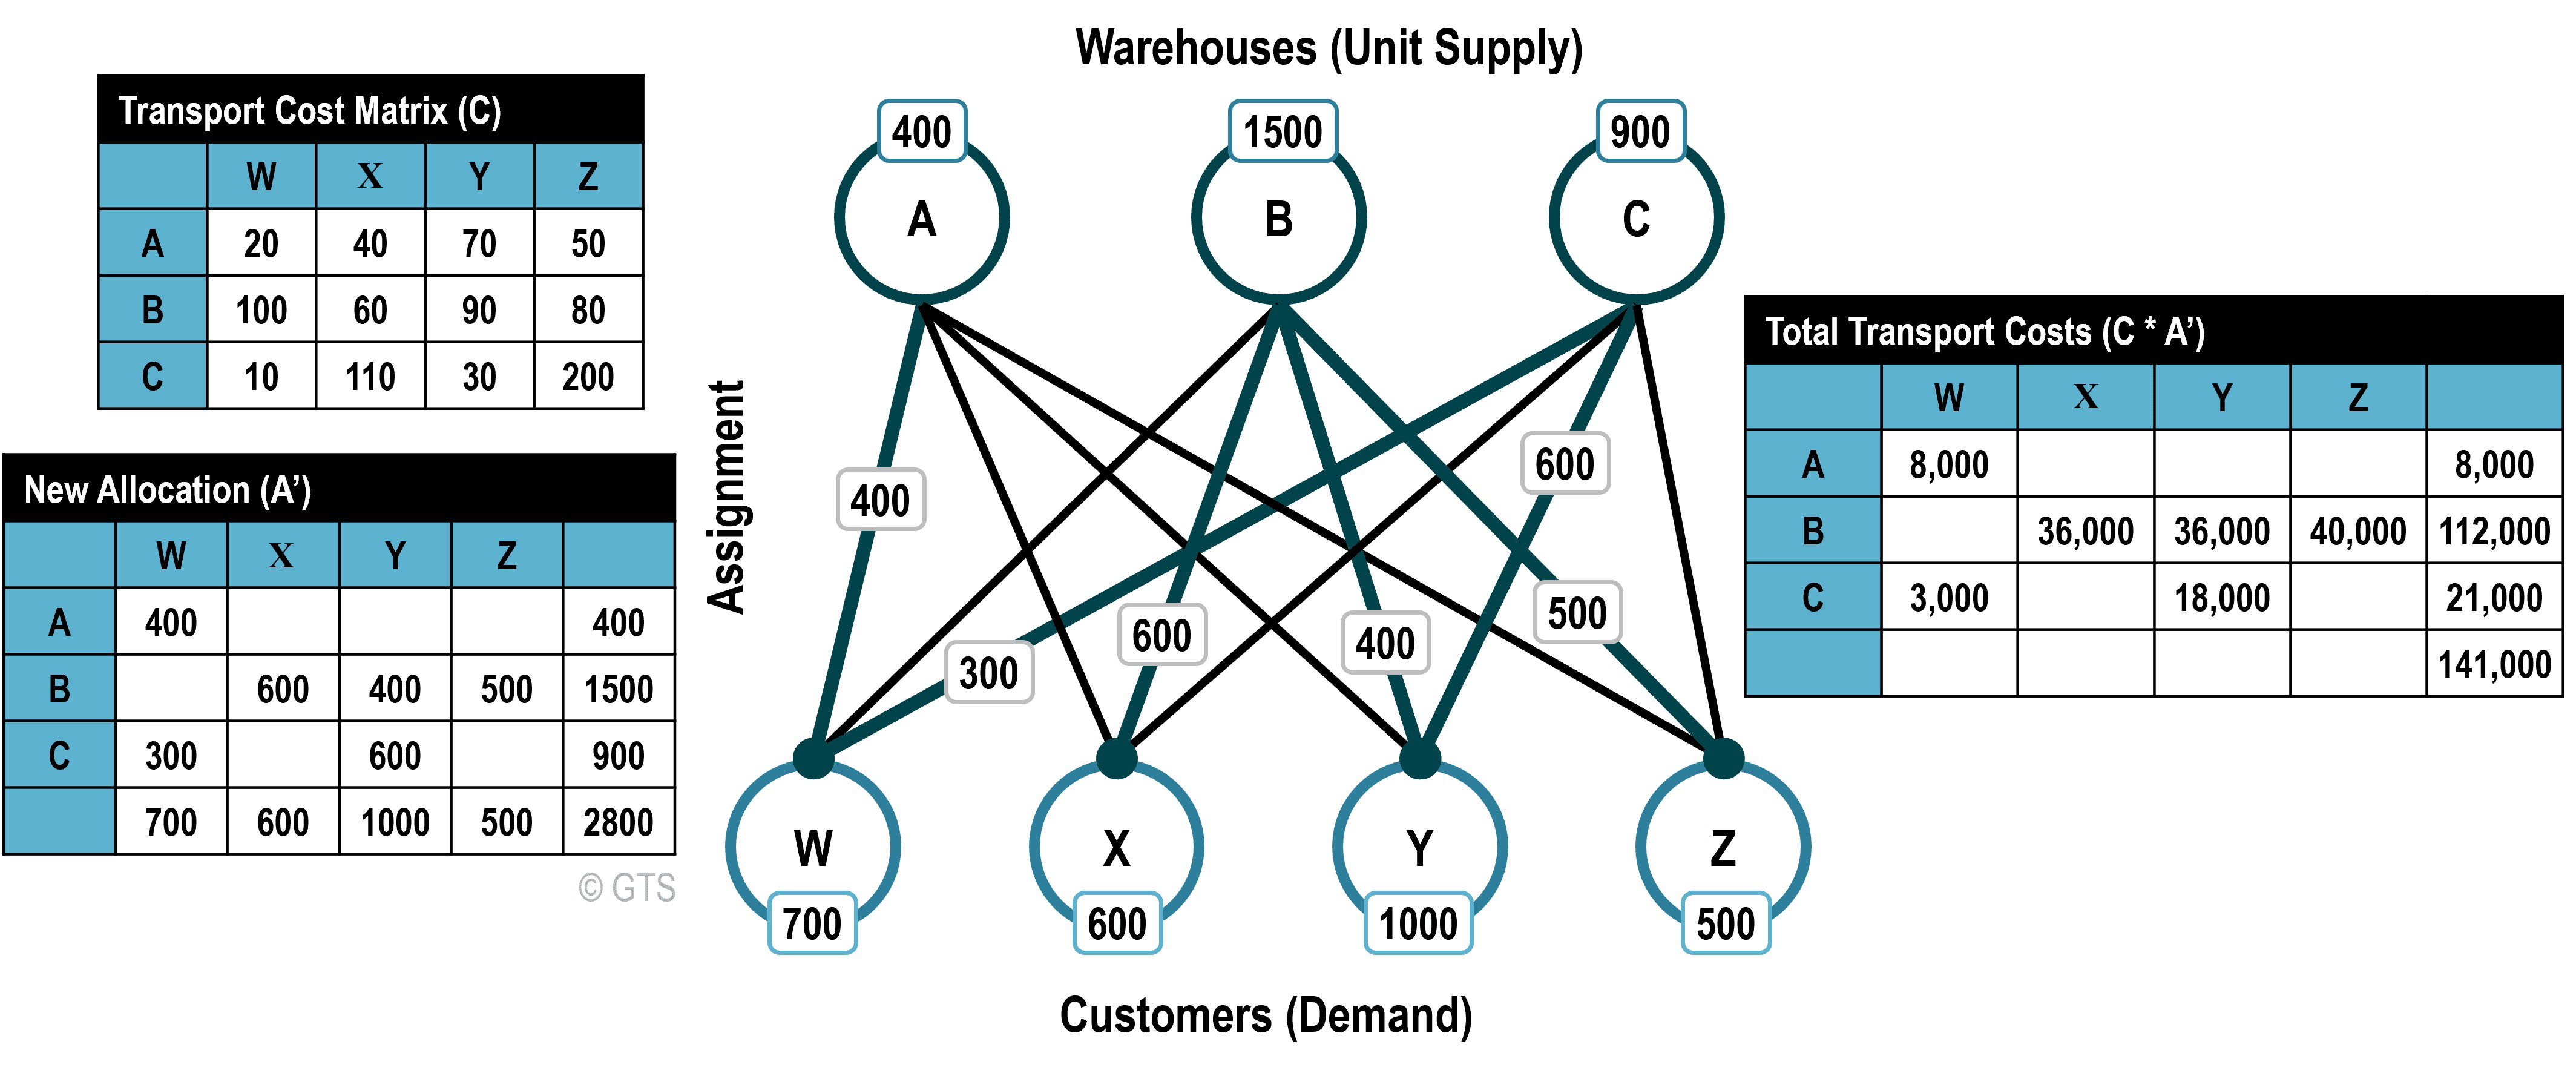 Warehouses (Unit Supply)
Transport Cost Matrix (C)
W X Y Z
A 20 40 70 50
B 100 60 90 80
C 10 110 30 200
New Allocation (A’)
W X Y Z
A 400 400
B 600 400 500 1500
C 300 600 900
700 600 1000 500 2800
© GTS
400 1500 900
A B C
Assignment
400
600
300
600
400
500
W X Y Z
700 600 1000 500
Customers (Demand)
Total Transport Costs (C * A’)
W X Y Z
A 8,000 8,000
B 36,000 36,000 40,000 112,000
C 3,000 18,000 21,000
141,000